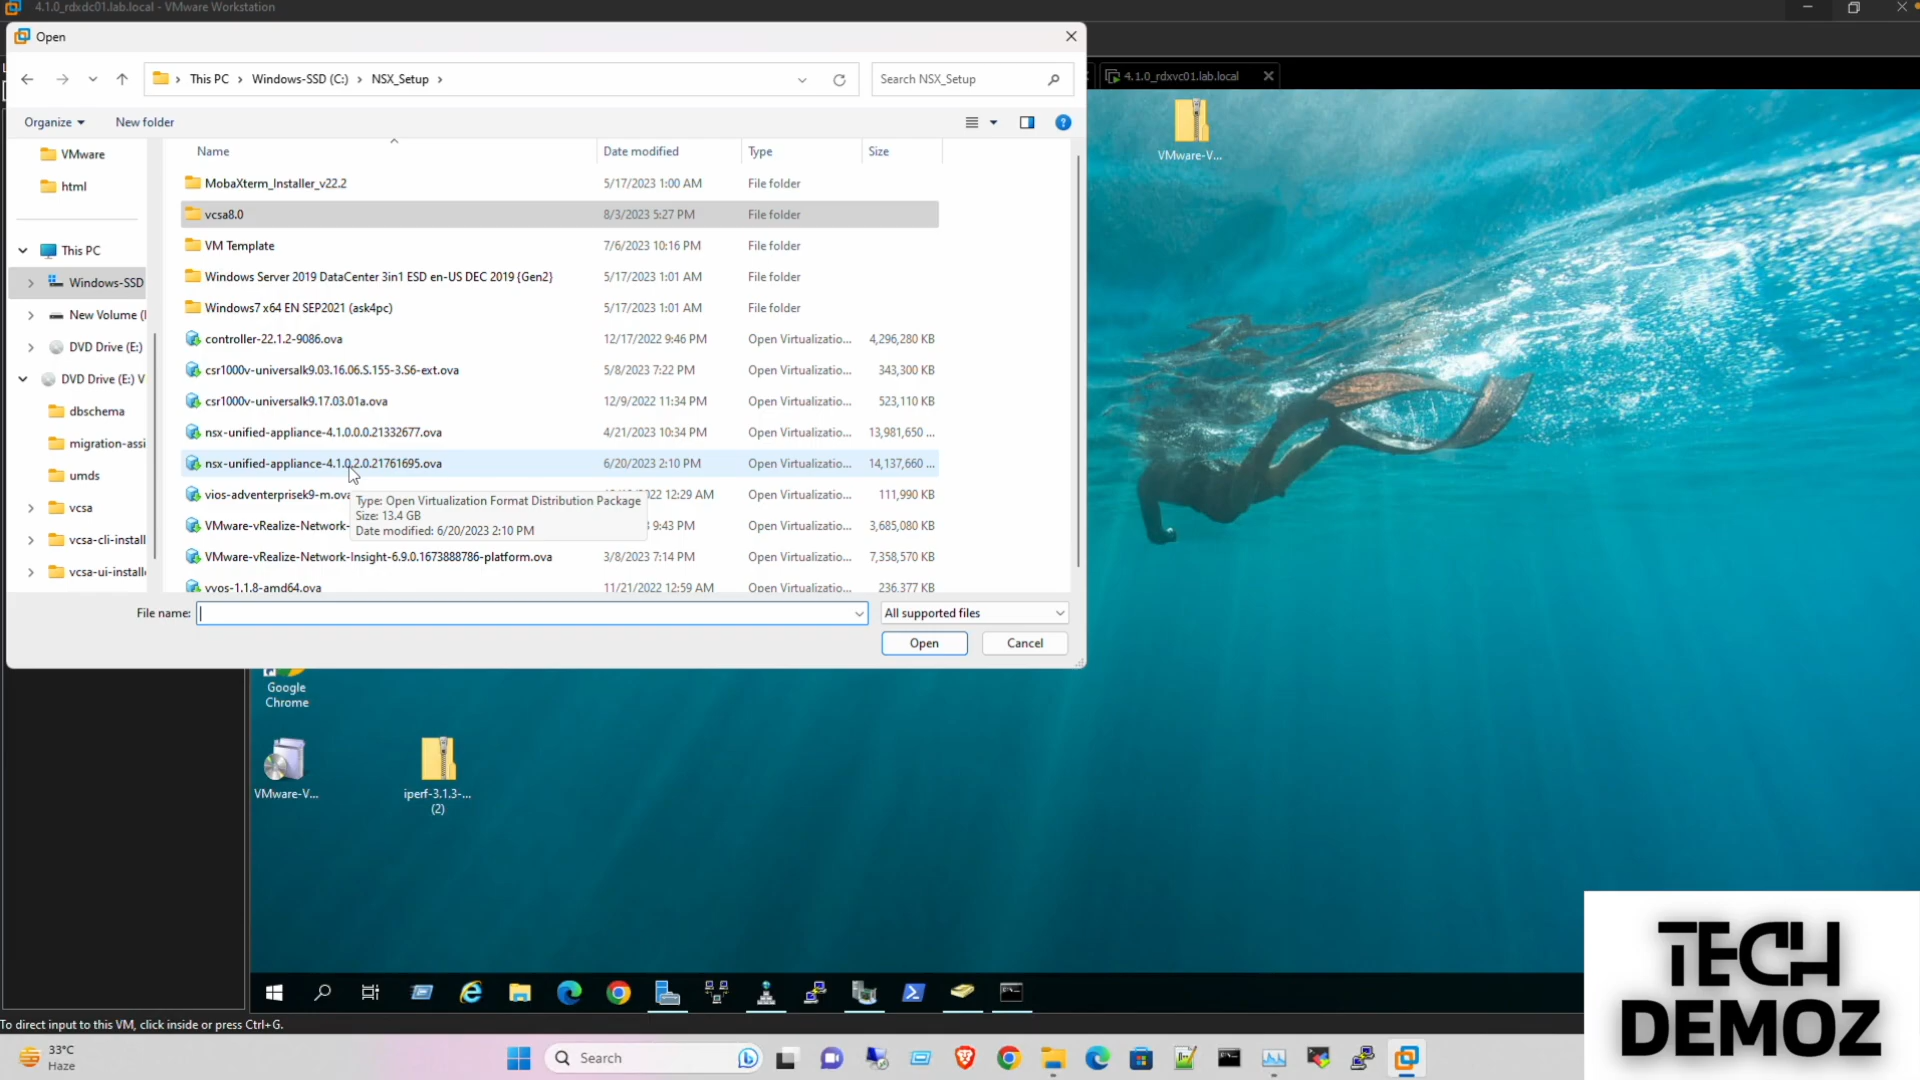 4.1.0_rdxdc01.lab.local - VMware Workstation
Open
This PC > Windows-SSD (C:) > NSX_Setup >
Search NSX_Setup
4.1.0_rdxvc01.lab.local
Organize
New folder
Name
Date modified
Type
Size
VMware
html
This PC
Windows-SSD
New Volume (
DVD Drive (E:)
DVD Drive (E:) V
dbschema
migration-assi
umds
vcsa
vcsa-cli-install
vcsa-ui-installe
MobaXterm_Installer_v22.2 5/17/2023 1:00 AM File folder
vcsa8.0 8/3/2023 5:27 PM File folder
VM Template 7/6/2023 10:16 PM File folder
Windows Server 2019 DataCenter 3in1 ESD en-US DEC 2019 {Gen2} 5/17/2023 1:01 AM File folder
Windows7 x64 EN SEP2021 (ask4pc) 5/17/2023 1:01 AM File folder
controller-22.1.2-9086.ova 12/17/2022 9:46 PM Open Virtualizatio... 4,296,280 KB
csr1000v-universalk9.03.16.06.S.155-3.S6-ext.ova 5/8/2023 7:22 PM Open Virtualizatio... 343,300 KB
csr1000v-universalk9.17.03.01a.ova 12/9/2022 11:34 PM Open Virtualizatio... 523,110 KB
nsx-unified-appliance-4.1.0.0.0.21332677.ova 4/21/2023 10:34 PM Open Virtualizatio... 13,981,650 ...
nsx-unified-appliance-4.1.0.2.0.21761695.ova 6/20/2023 2:10 PM Open Virtualizatio... 14,137,660 ...
vios-adventerprisek9-m.ova 12:29 AM Open Virtualizatio... 111,990 KB
VMware-vRealize-Network- 9:43 PM Open Virtualizatio... 3,685,080 KB
VMware-vRealize-Network-Insight-6.9.0.1673888786-platform.ova 3/8/2023 7:14 PM Open Virtualizatio... 7,358,570 KB
vyos-1.1.8-amd64.ova 11/21/2022 12:59 AM Open Virtualizatio... 236,377 KB
Type: Open Virtualization Format Distribution Package
Size: 13.4 GB
Date modified: 6/20/2023 2:10 PM
File name:
All supported files
Open
Cancel
VMware-V...
Google
Chrome
VMware-V...
iperf-3.1.3-...
(2)
To direct input to this VM, click inside or press Ctrl+G.
33°C
Haze
Search
TECH
DEMOZ